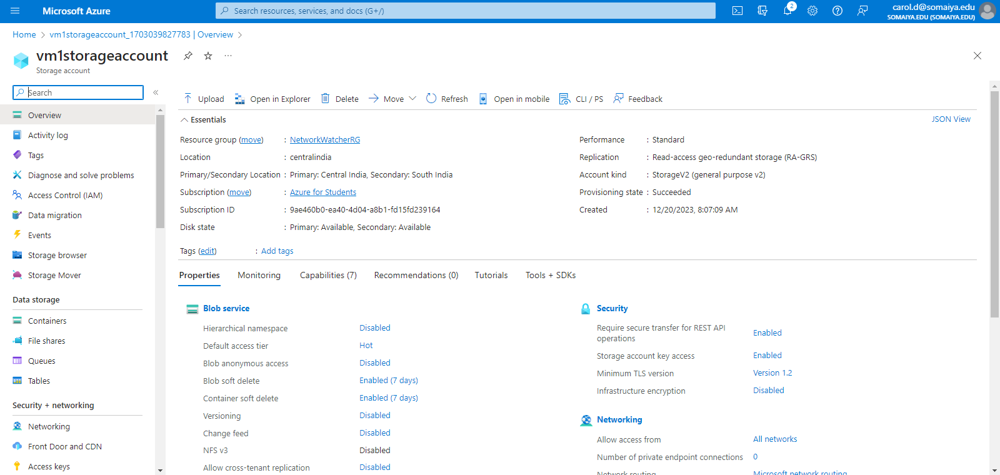 Microsoft Azure
Search resources, services, and docs (G+/)
2
carol.d@somaiya.edu
SOMAIYA.EDU (SOMAIYA.EDU)
Home > vm1storageaccount_1703039827783 | Overview >
vm1storageaccount
...
Storage account
Search
«
Overview
Activity log
Tags
Diagnose and solve problems
Access Control (IAM)
Data migration
Events
Storage browser
Storage Mover
Data storage
Containers
File shares
Queues
Tables
Security + networking
Networking
Front Door and CDN
Access keys
Upload Open in Explorer Delete Move Refresh Open in mobile CLI / PS Feedback
Essentials
JSON View
Resource group (move) : NetworkWatcherRG
Location : centralindia
Primary/Secondary Location : Primary: Central India, Secondary: South India
Subscription (move) : Azure for Students
Subscription ID : 9ae460b0-ea40-4d04-a8b1-fd15fd239164
Disk state : Primary: Available, Secondary: Available
Performance : Standard
Replication : Read-access geo-redundant storage (RA-GRS)
Account kind : StorageV2 (general purpose v2)
Provisioning state : Succeeded
Created : 12/20/2023, 8:07:09 AM
Tags (edit) : Add tags
Properties Monitoring Capabilities (7) Recommendations (0) Tutorials Tools + SDKs
Blob service
Hierarchical namespace Disabled
Default access tier Hot
Blob anonymous access Disabled
Blob soft delete Enabled (7 days)
Container soft delete Enabled (7 days)
Versioning Disabled
Change feed Disabled
NFS v3 Disabled
Allow cross-tenant replication Disabled
Security
Require secure transfer for REST API
operations Enabled
Storage account key access Enabled
Minimum TLS version Version 1.2
Infrastructure encryption Disabled
Networking
Allow access from All networks
Number of private endpoint connections 0
Network routing Microsoft network routing